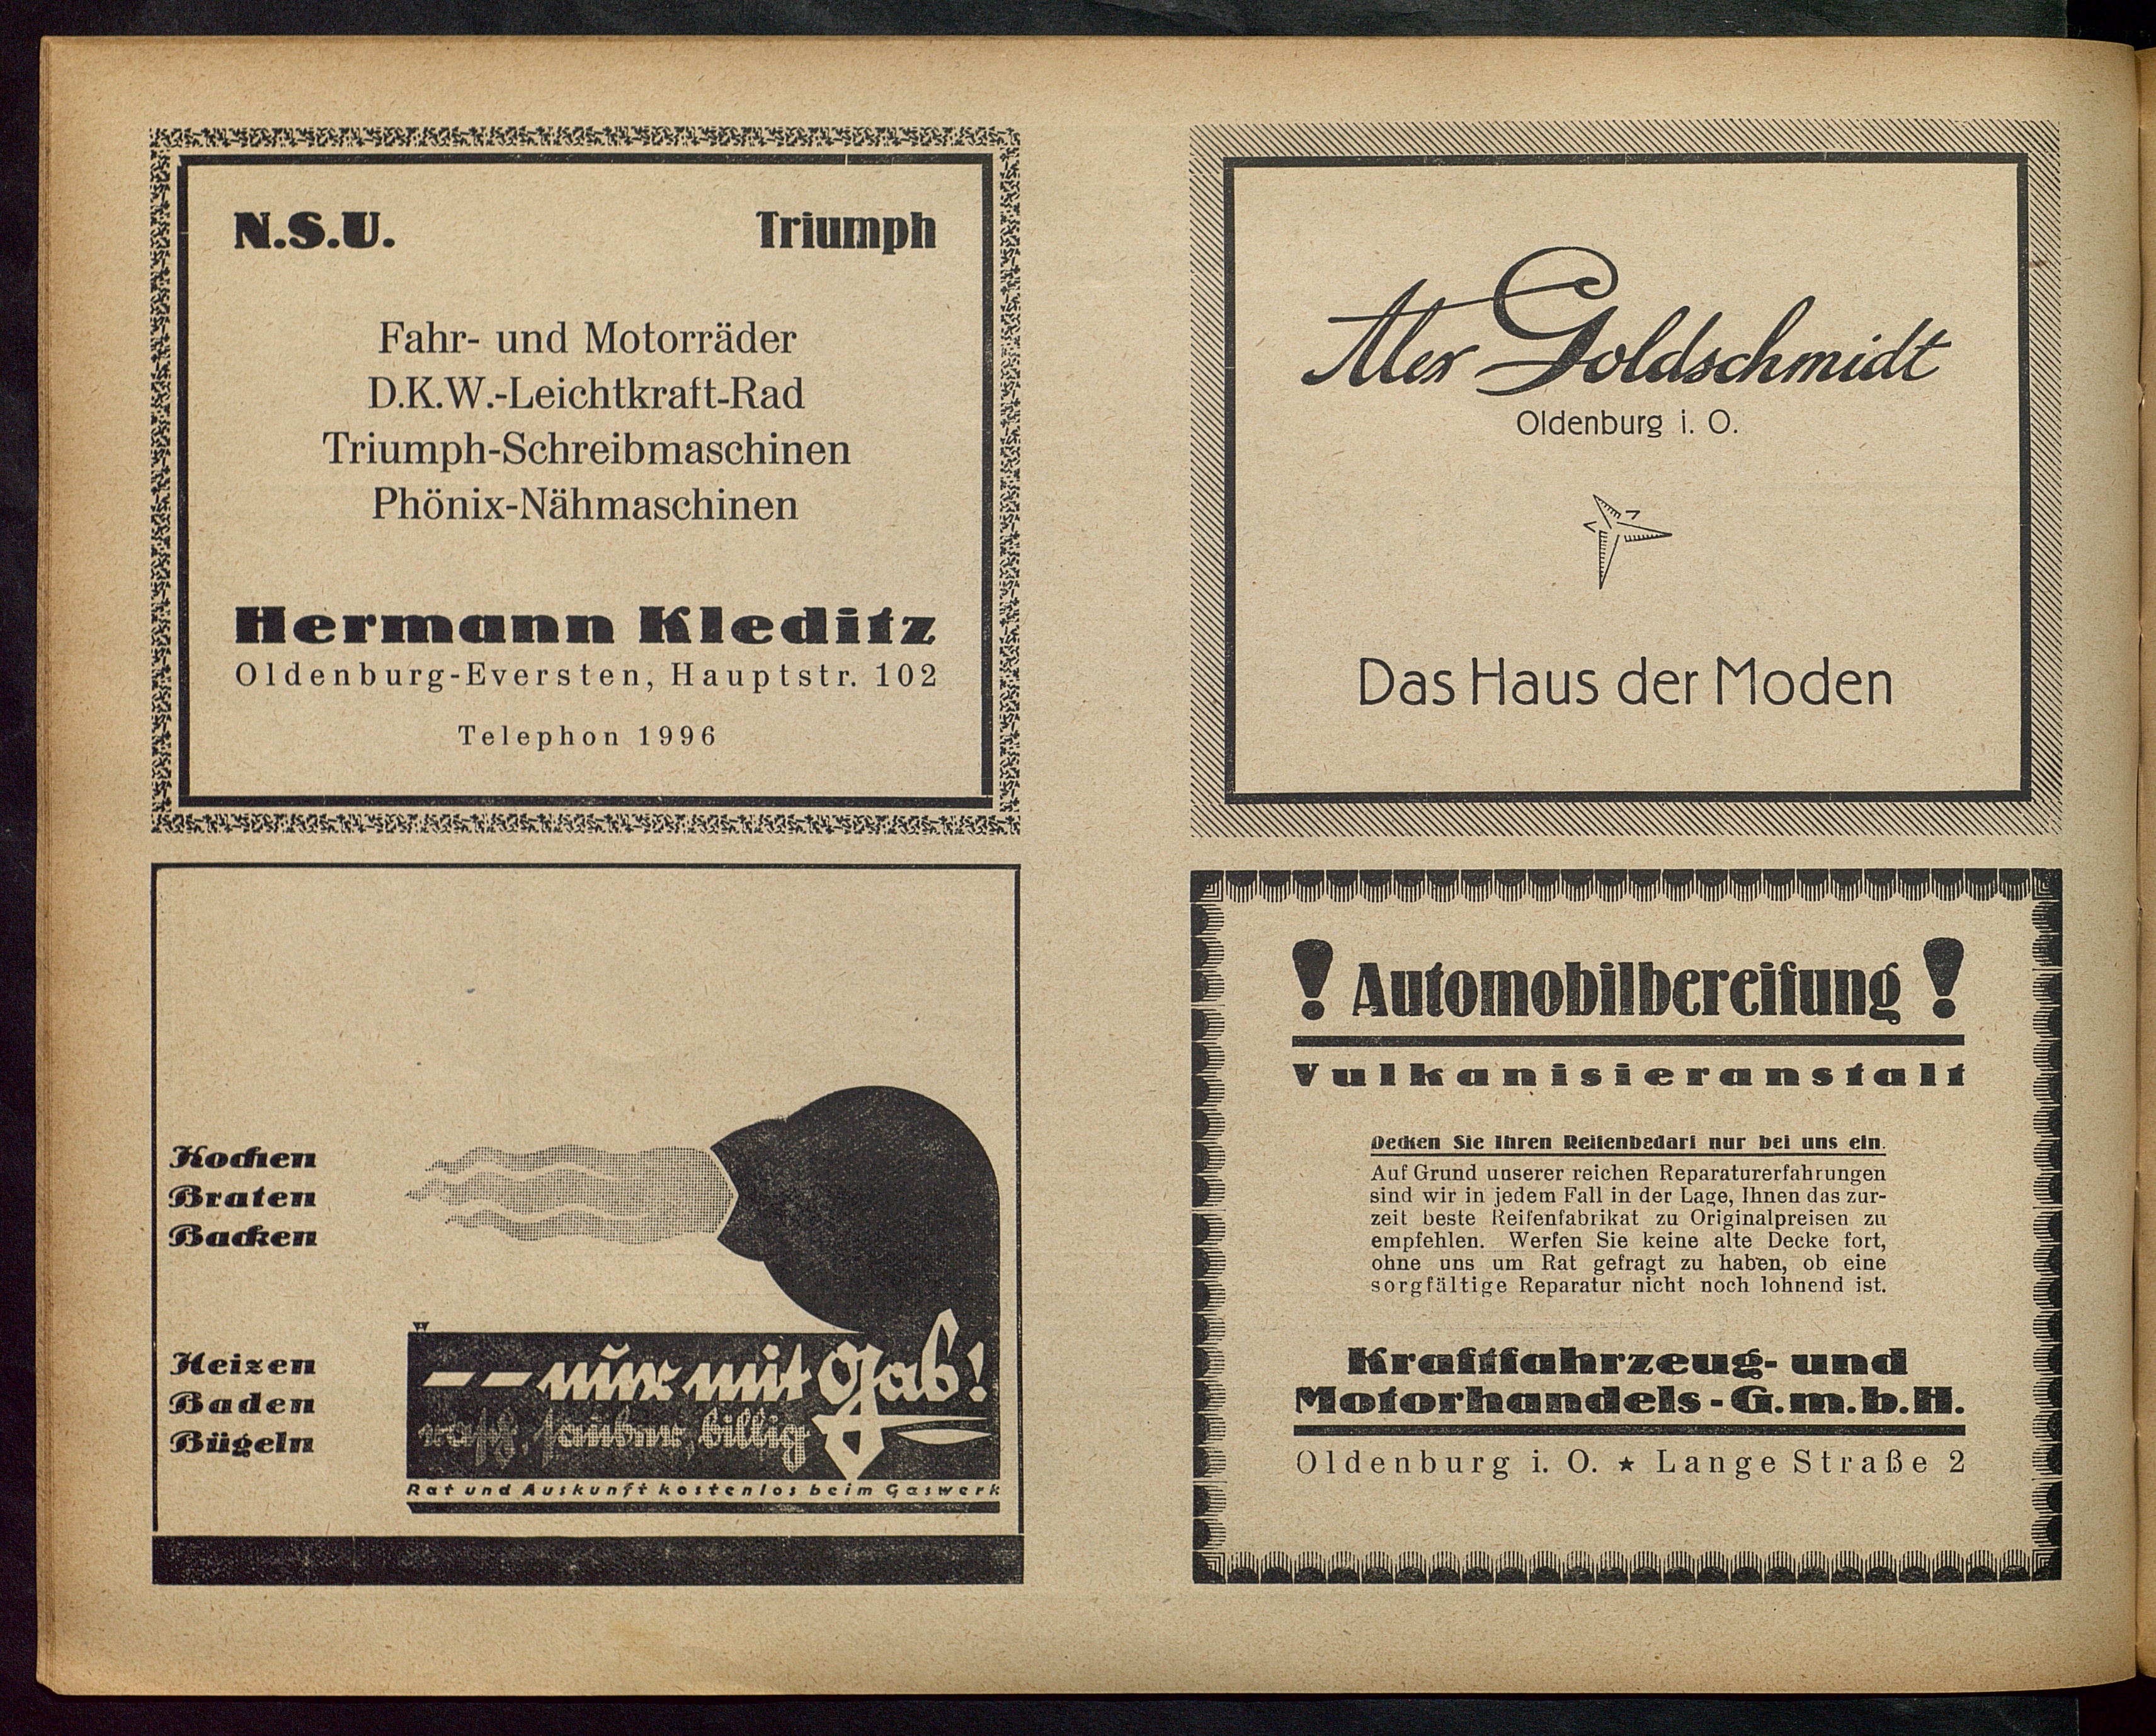 N.S.U. Triumph
Fahr- und Motorräder
D.K.W.-Leichtkraft-Rad
Triumph-Schreibmaschinen
Phönix-Nähmaschinen
Hermann Kleditz
Oldenburg-Eversten, Hauptstr. 102
Telephon 1996
Kochen
Braten
Backen
Heizen
Baden
Bügeln
-- nur mit Gas!
rasch, sauber, billig
Rat und Auskunft kostenlos beim Gaswerk
Alex Goldschmidt
Oldenburg i. O.
Das Haus der Moden
! Automobilbereifung !
Vulkanisieranstalt
Decken Sie Ihren Reifenbedarf nur bei uns ein.
Auf Grund unserer reichen Reparaturerfahrungen
sind wir in jedem Fall in der Lage, Ihnen das zur-
zeit beste Reifenfabrikat zu Originalpreisen zu
empfehlen. Werfen Sie keine alte Decke fort,
ohne uns um Rat gefragt zu haben, ob eine
sorgfältige Reparatur nicht noch lohnend ist.
Kraftfahrzeug- und
Motorhandels-G.m.b.H.
Oldenburg i. O. ★ Lange Straße 2